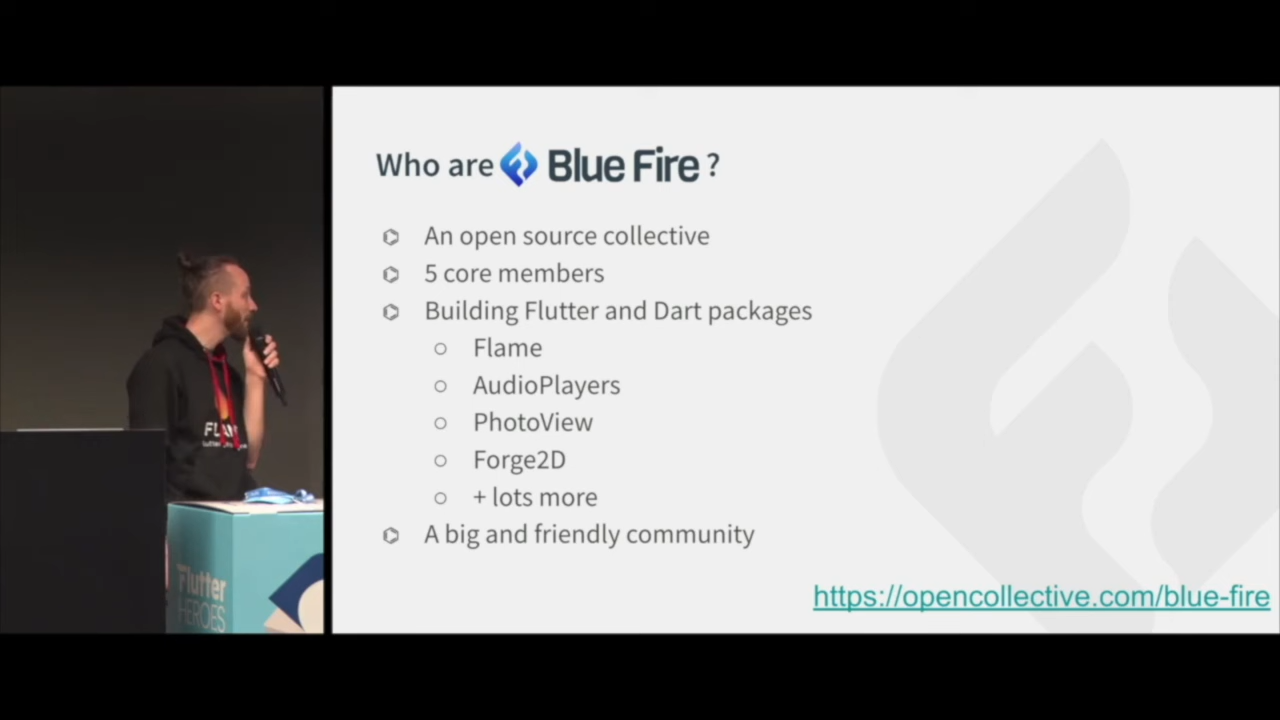 Who are Blue Fire ?
An open source collective
5 core members
Building Flutter and Dart packages
Flame
AudioPlayers
PhotoView
Forge2D
+ lots more
A big and friendly community
https://opencollective.com/blue-fire
Flutter
HEROES